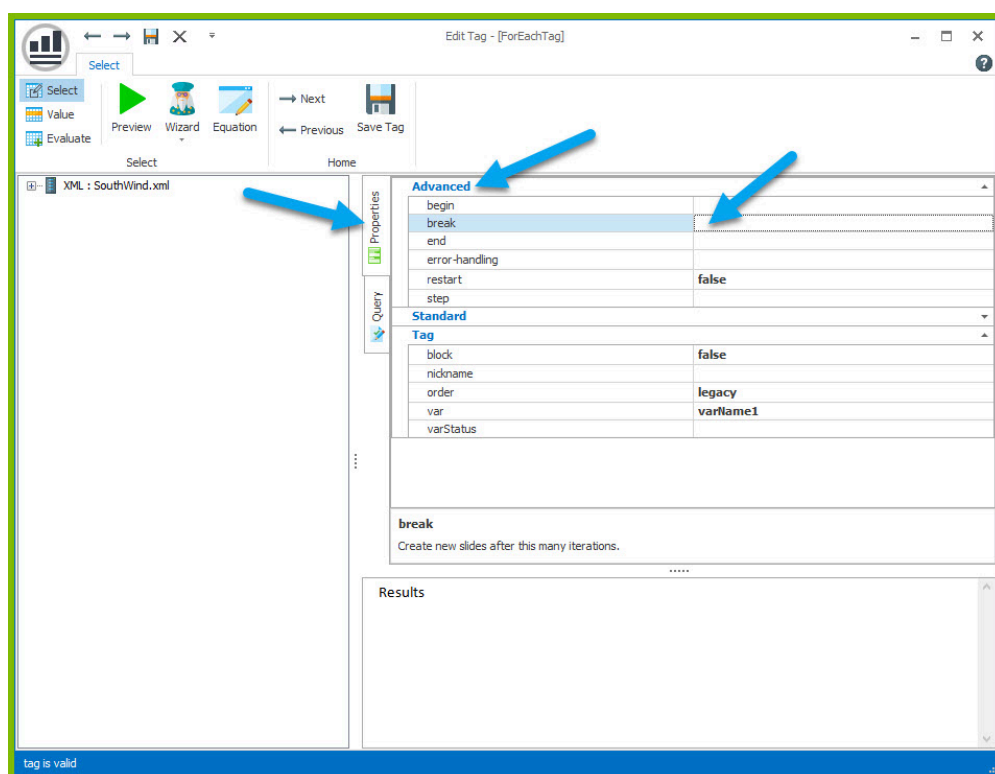 Edit Tag - [ForEachTag]
Select
Select
Value
Evaluate
Preview
Wizard
Equation
Select
Next
Previous
Save Tag
Home
XML : SouthWind.xml
Properties
Query
Advanced
begin
break
end
error-handling
restart false
step
Standard
Tag
block false
nickname
order legacy
var varName1
varStatus
break
Create new slides after this many iterations.
Results
tag is valid